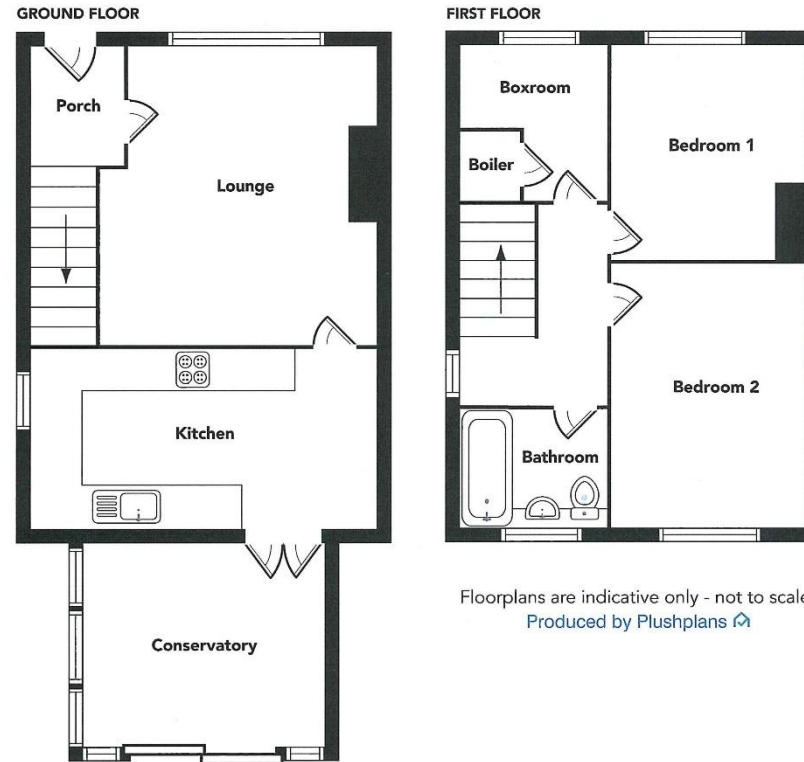 GROUND FLOOR
Porch
Lounge
Kitchen
Conservatory
FIRST FLOOR
Boxroom
Boiler
Bedroom 1
Bedroom 2
Bathroom
Floorplans are indicative only - not to scale
Produced by Plushplans